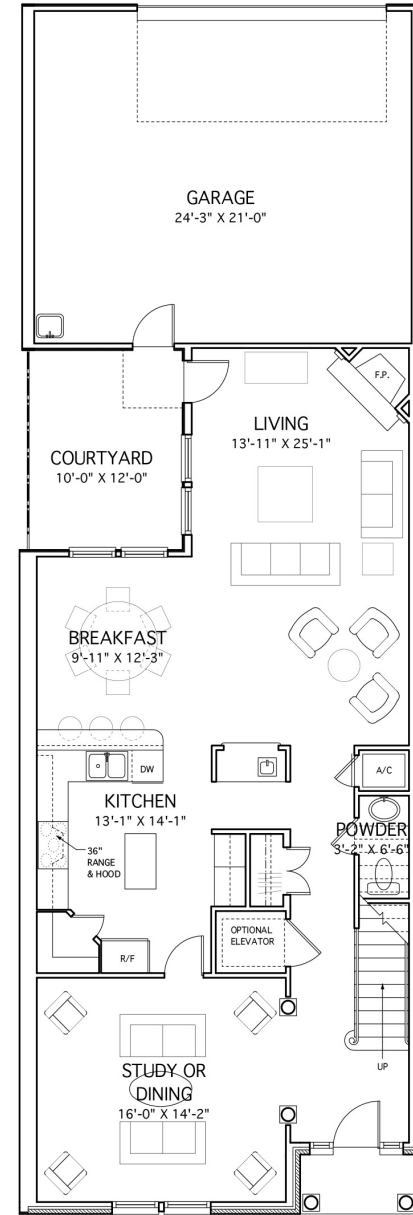 GARAGE
24'-3" X 21'-0"
F.P.
LIVING
13'-11" X 25'-1"
COURTYARD
10'-0" X 12'-0"
BREAKFAST
9'-11" X 12'-3"
DW
A/C
KITCHEN
13'-1" X 14'-1"
POWDER
3'-2" X 6'-6"
36"
RANGE
& HOOD
OPTIONAL
ELEVATOR
R/F
UP
STUDY OR
DINING
16'-0" X 14'-2"